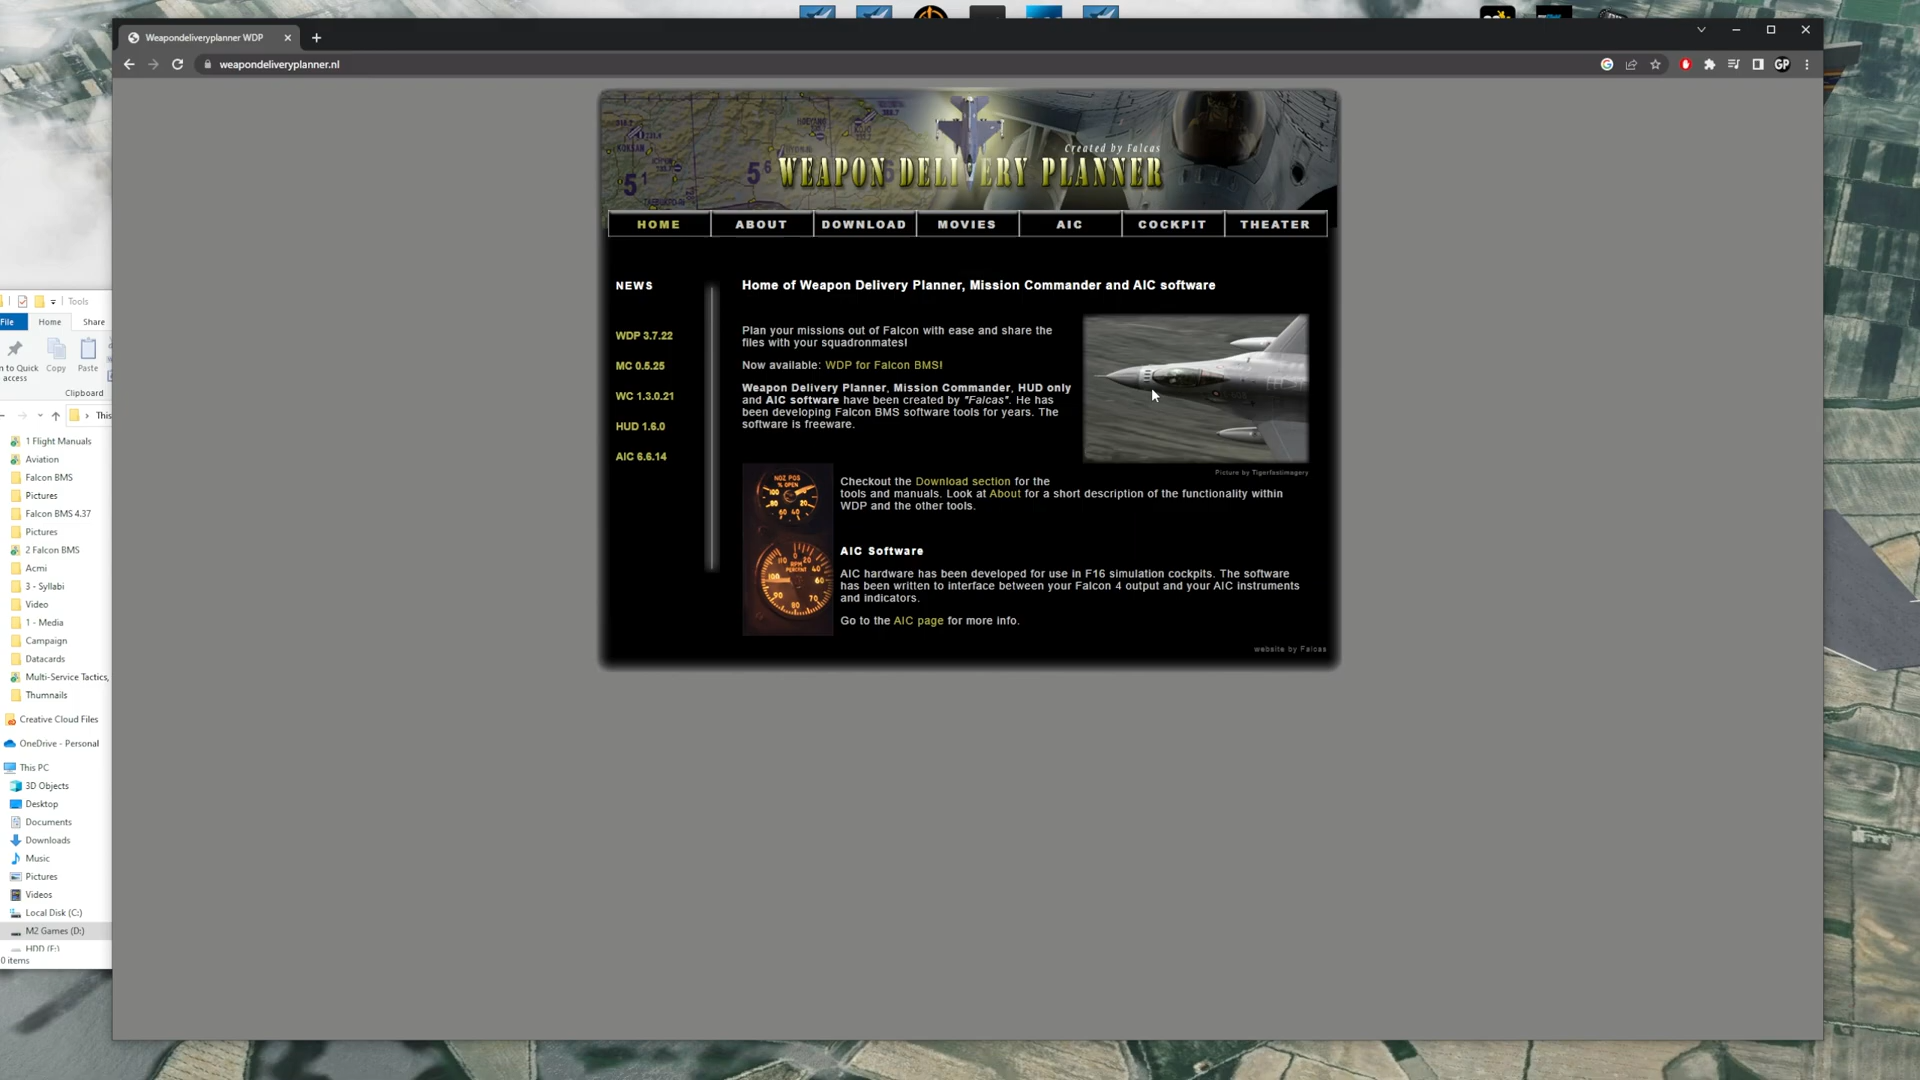 Weapondeliveryplanner WDP
weapondeliveryplanner.nl
GP
Created by Falcas
WEAPON DELIVERY PLANNER
HOME
ABOUT
DOWNLOAD
MOVIES
AIC
COCKPIT
THEATER
NEWS
WDP 3.7.22
MC 0.5.25
WC 1.3.0.21
HUD 1.6.0
AIC 6.6.14
Home of Weapon Delivery Planner, Mission Commander and AIC software
Plan your missions out of Falcon with ease and share the
files with your squadronmates!
Now available: WDP for Falcon BMS!
Weapon Delivery Planner, Mission Commander, HUD only
and AIC software have been created by "Falcas". He has
been developing Falcon BMS software tools for years. The
software is freeware.
Picture by Tigerfastimagery
NOZ POS
% OPEN
RPM
PERCENT
Checkout the Download section for the
tools and manuals. Look at About for a short description of the functionality within
WDP and the other tools.
AIC Software
AIC hardware has been developed for use in F16 simulation cockpits. The software
has been written to interface between your Falcon 4 output and your AIC instruments
and indicators.
Go to the AIC page for more info.
website by Falcas
Tools
File
Home
Share
n to Quick
access
Copy
Paste
Clipboard
This
1 Flight Manuals
Aviation
Falcon BMS
Pictures
Falcon BMS 4.37
Pictures
2 Falcon BMS
Acmi
3 - Syllabi
Video
1 - Media
Campaign
Datacards
Multi-Service Tactics,
Thumnails
Creative Cloud Files
OneDrive - Personal
This PC
3D Objects
Desktop
Documents
Downloads
Music
Pictures
Videos
Local Disk (C:)
M2 Games (D:)
HDD (F:)
0 items